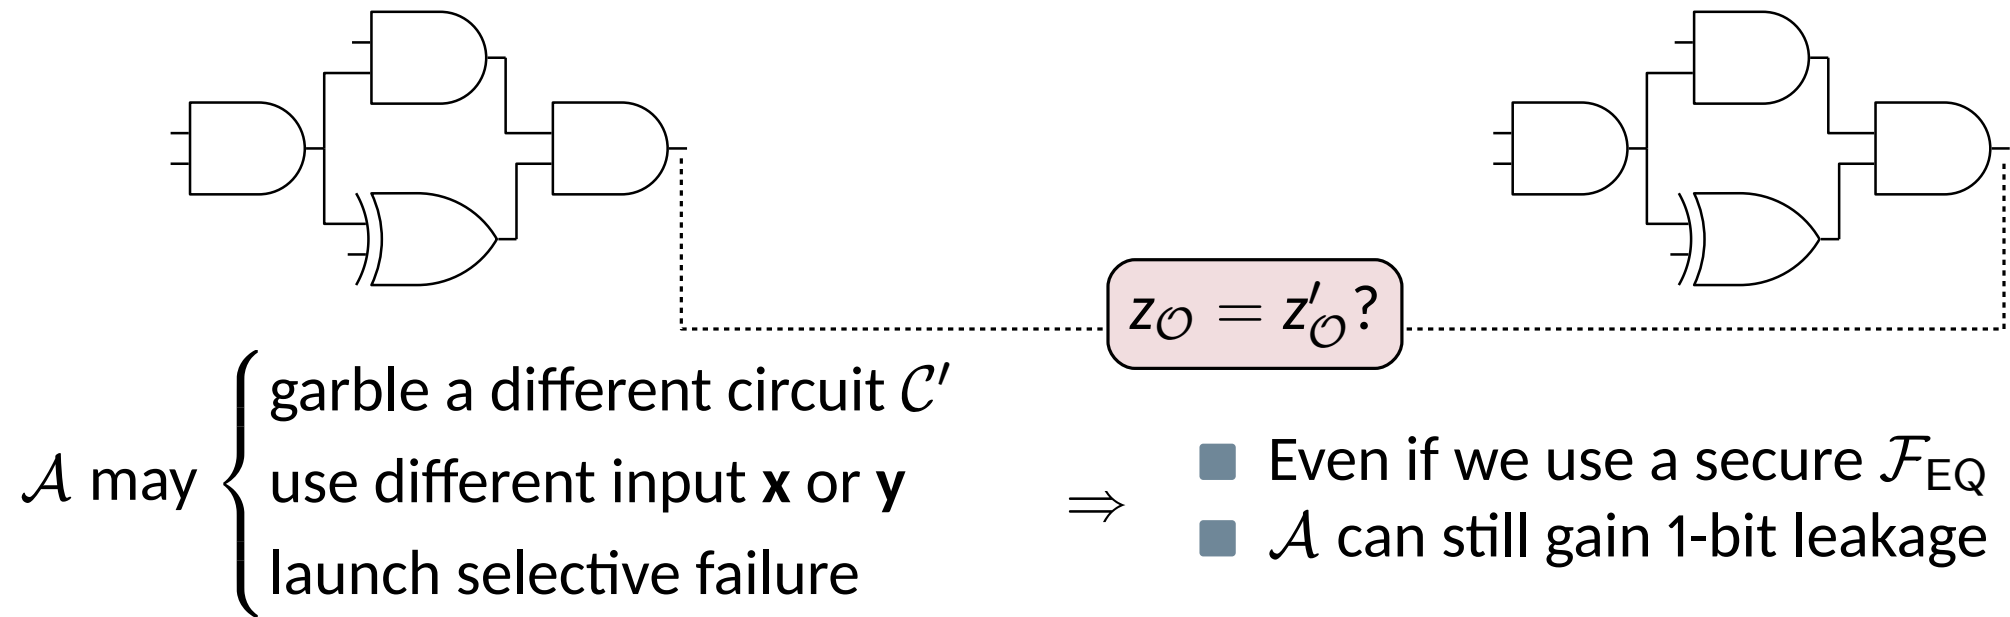 z_𝒪 = z′_𝒪?
𝒜 may
garble a different circuit 𝒞′
use different input x or y
launch selective failure
⇒
Even if we use a secure ℱ_EQ
𝒜 can still gain 1-bit leakage